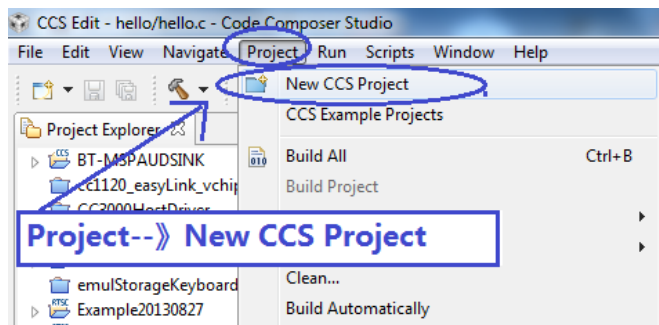 CCS Edit - hello/hello.c - Code Composer Studio
File Edit View Navigate Project Run Scripts Window Help
New CCS Project
CCS Example Projects
Project Explorer
BT-MSPAUDSINK
Build All Ctrl+B
cc1120_easyLink_vchip
Build Project
CC3000HostDriver
Project--》New CCS Project
emulStorageKeyboard
Clean...
Example20130827
Build Automatically